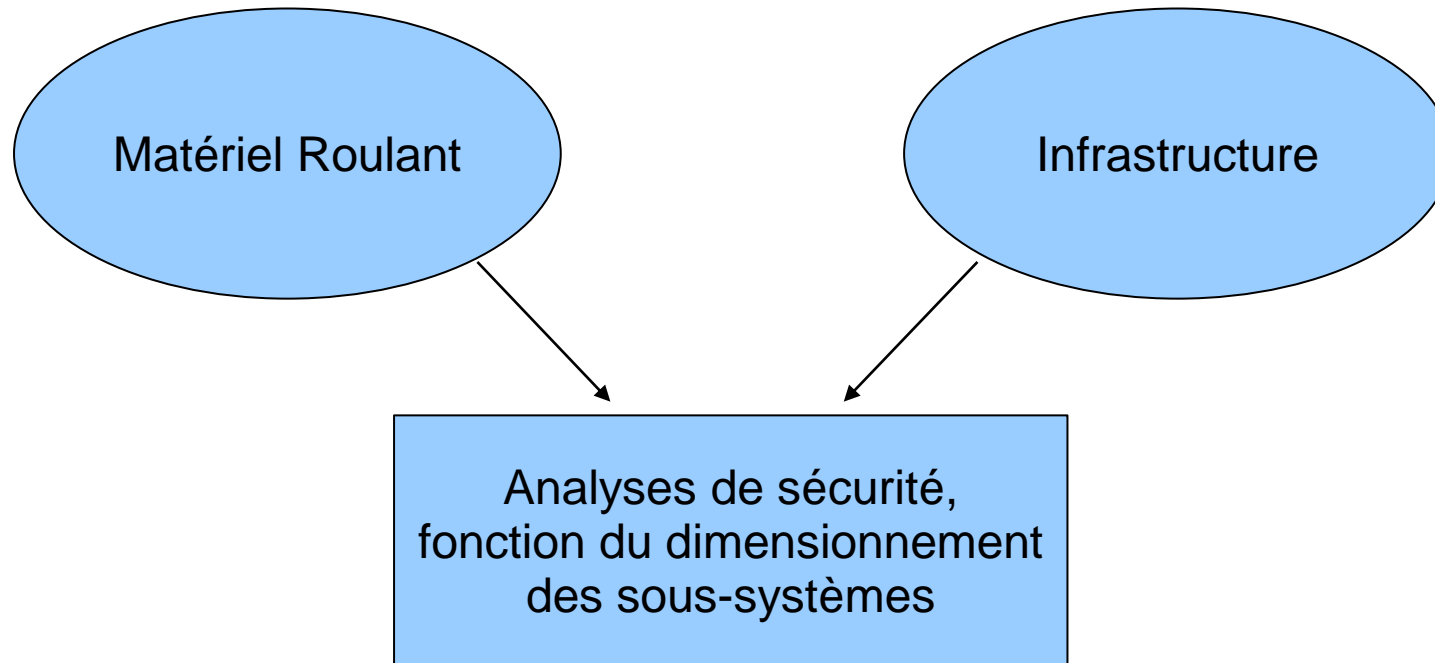 Matériel Roulant
Infrastructure
Analyses de sécurité,
fonction du dimensionnement
des sous-systèmes